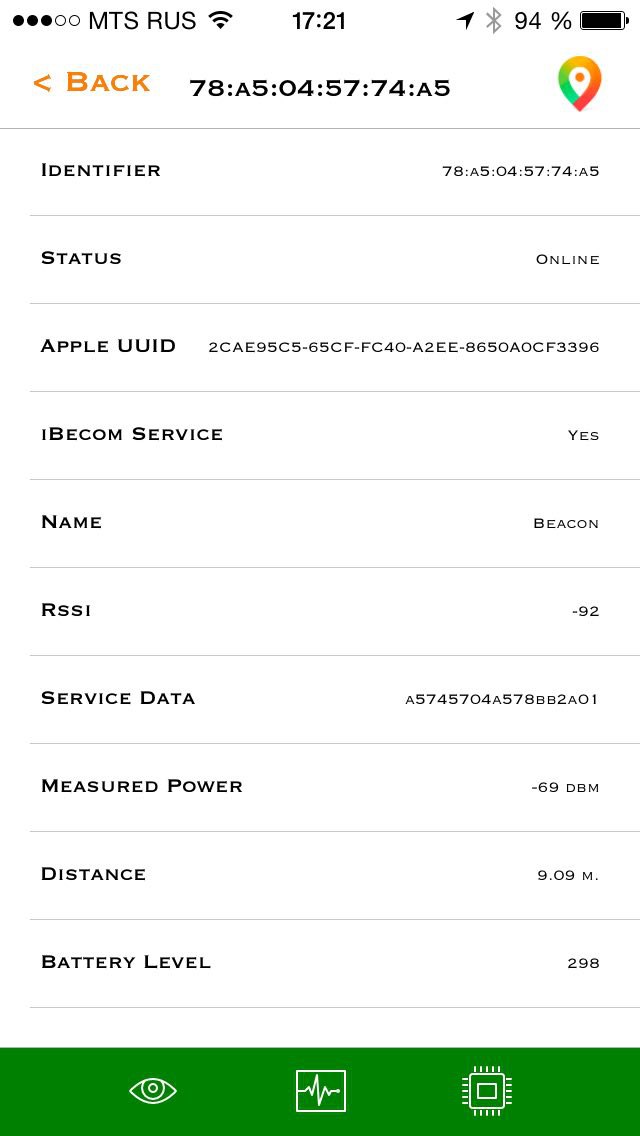 MTS RUS 17:21 94 %
< Back 78:a5:04:57:74:a5
Identifier 78:a5:04:57:74:a5
Status Online
Apple UUID 2CAE95C5-65CF-FC40-A2EE-8650A0CF3396
iBecom Service Yes
Name Beacon
Rssi -92
Service Data a5745704a578bb2a01
Measured Power -69 dbm
Distance 9.09 m.
Battery Level 298